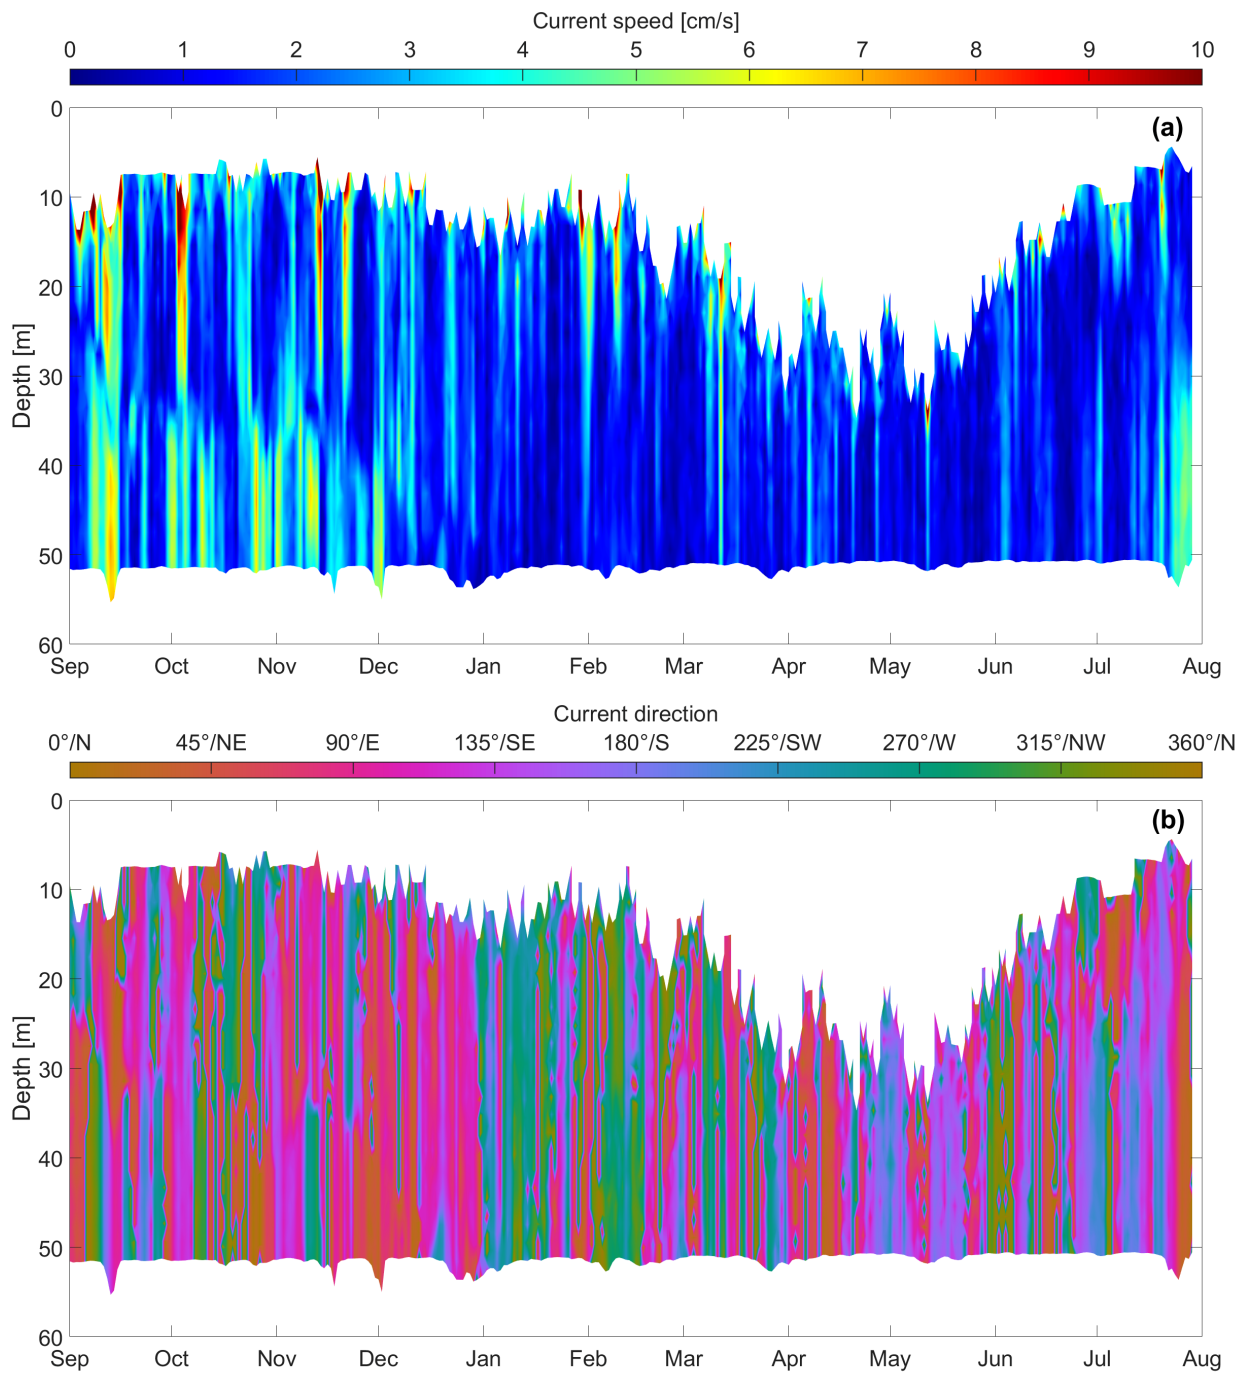 Current speed [cm/s]
0 1 2 3 4 5 6 7 8 9 10
(a)
0
10
20
30
40
50
60
Depth [m]
Sep Oct Nov Dec Jan Feb Mar Apr May Jun Jul Aug
Current direction
0°/N 45°/NE 90°/E 135°/SE 180°/S 225°/SW 270°/W 315°/NW 360°/N
(b)
0
10
20
30
40
50
60
Depth [m]
Sep Oct Nov Dec Jan Feb Mar Apr May Jun Jul Aug